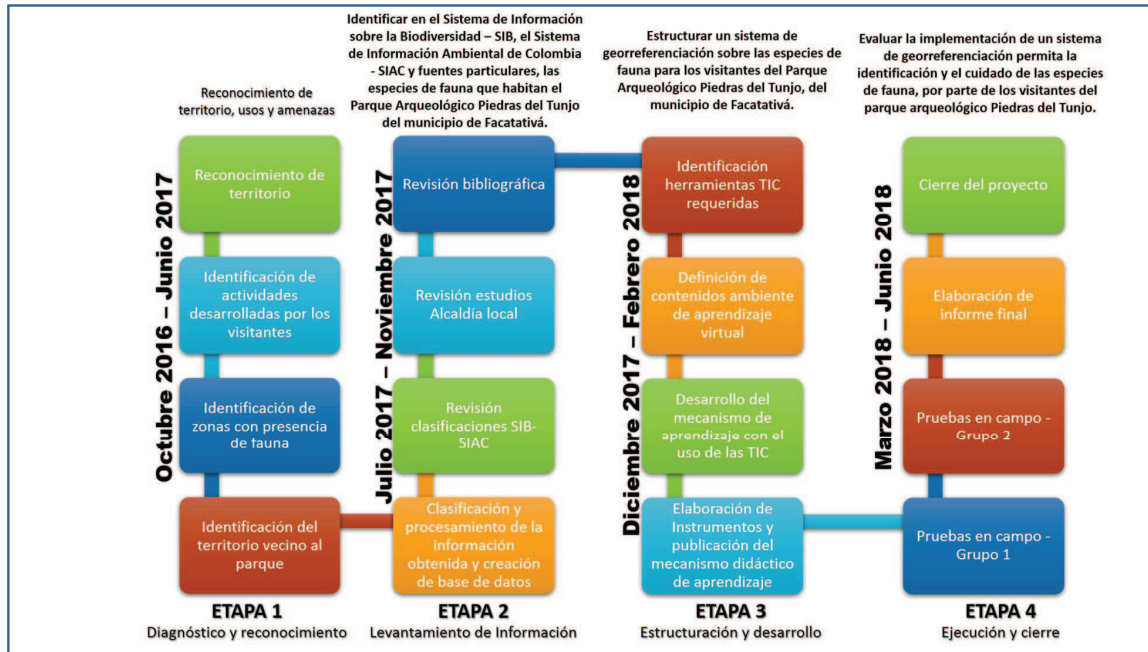 Reconocimiento de
territorio, usos y amenazas
Octubre 2016 – Junio 2017
Reconocimiento de
territorio
Identificación de
actividades
desarrolladas por los
visitantes
Identificación de
zonas con presencia
de fauna
Identificación del
territorio vecino al
parque
ETAPA 1
Diagnóstico y reconocimiento
Identificar en el Sistema de Información
sobre la Biodiversidad – SIB, el Sistema
de Información Ambiental de Colombia
- SIAC y fuentes particulares, las
especies de fauna que habitan el
Parque Arqueológico Piedras del Tunjo
del municipio de Facatativá.
Julio 2017 – Noviembre 2017
Revisión bibliográfica
Revisión estudios
Alcaldía local
Revisión
clasificaciones SIB-
SIAC
Clasificación y
procesamiento de la
información
obtenida y creación
de base de datos
ETAPA 2
Levantamiento de Información
Estructurar un sistema de
georreferenciación sobre las especies de
fauna para los visitantes del Parque
Arqueológico Piedras del Tunjo, del
municipio de Facatativá.
Diciembre 2017 – Febrero 2018
Identificación
herramientas TIC
requeridas
Definición de
contenidos ambiente
de aprendizaje
virtual
Desarrollo del
mecanismo de
aprendizaje con el
uso de las TIC
Elaboración de
Instrumentos y
publicación del
mecanismo didáctico
de aprendizaje
ETAPA 3
Estructuración y desarrollo
Evaluar la implementación de un sistema
de georreferenciación permita la
identificación y el cuidado de las especies
de fauna, por parte de los visitantes del
parque arqueológico Piedras del Tunjo.
Marzo 2018 – Junio 2018
Cierre del proyecto
Elaboración de
informe final
Pruebas en campo -
Grupo 2
Pruebas en campo -
Grupo 1
ETAPA 4
Ejecución y cierre